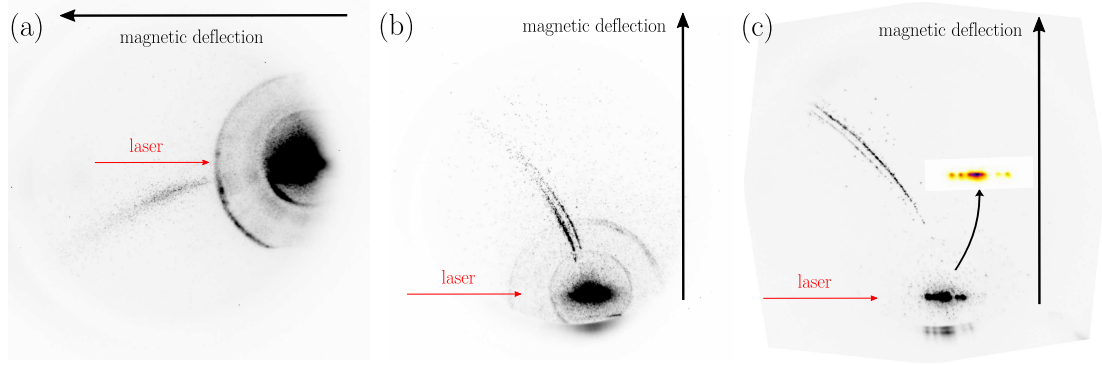 (a)
magnetic deflection
laser
(b)
magnetic deflection
laser
(c)
magnetic deflection
laser